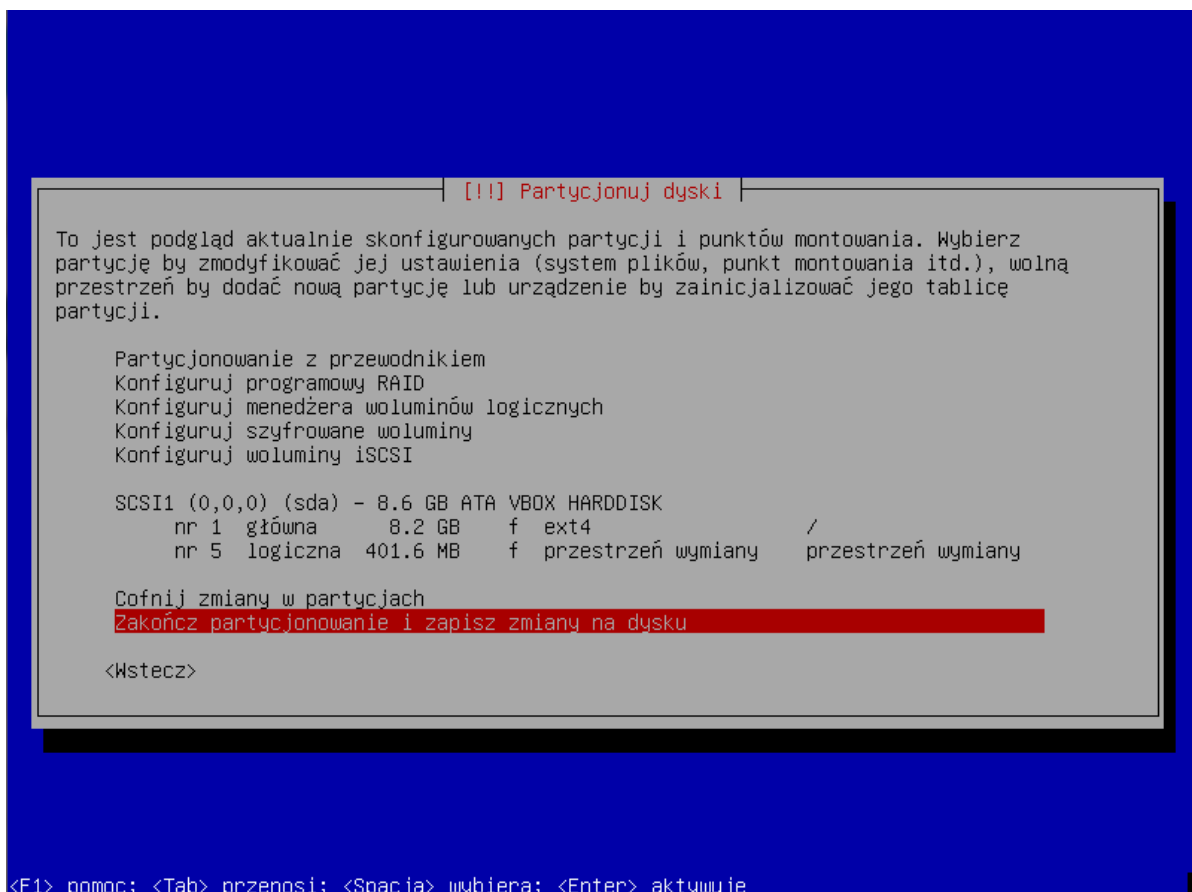 [!!] Partycjonuj dyski
To jest podgląd aktualnie skonfigurowanych partycji i punktów montowania. Wybierz
partycję by zmodyfikować jej ustawienia (system plików, punkt montowania itd.), wolną
przestrzeń by dodać nową partycję lub urządzenie by zainicjalizować jego tablicę
partycji.
Partycjonowanie z przewodnikiem
Konfiguruj programowy RAID
Konfiguruj menedżera woluminów logicznych
Konfiguruj szyfrowane woluminy
Konfiguruj woluminy iSCSI
SCSI1 (0,0,0) (sda) – 8.6 GB ATA VBOX HARDDISK
nr 1 główna 8.2 GB f ext4 /
nr 5 logiczna 401.6 MB f przestrzeń wymiany przestrzeń wymiany
Cofnij zmiany w partycjach
Zakończ partycjonowanie i zapisz zmiany na dysku
<Wstecz>
<F1> pomoc; <Tab> przenosi; <Spacja> wybiera; <Enter> aktywuje